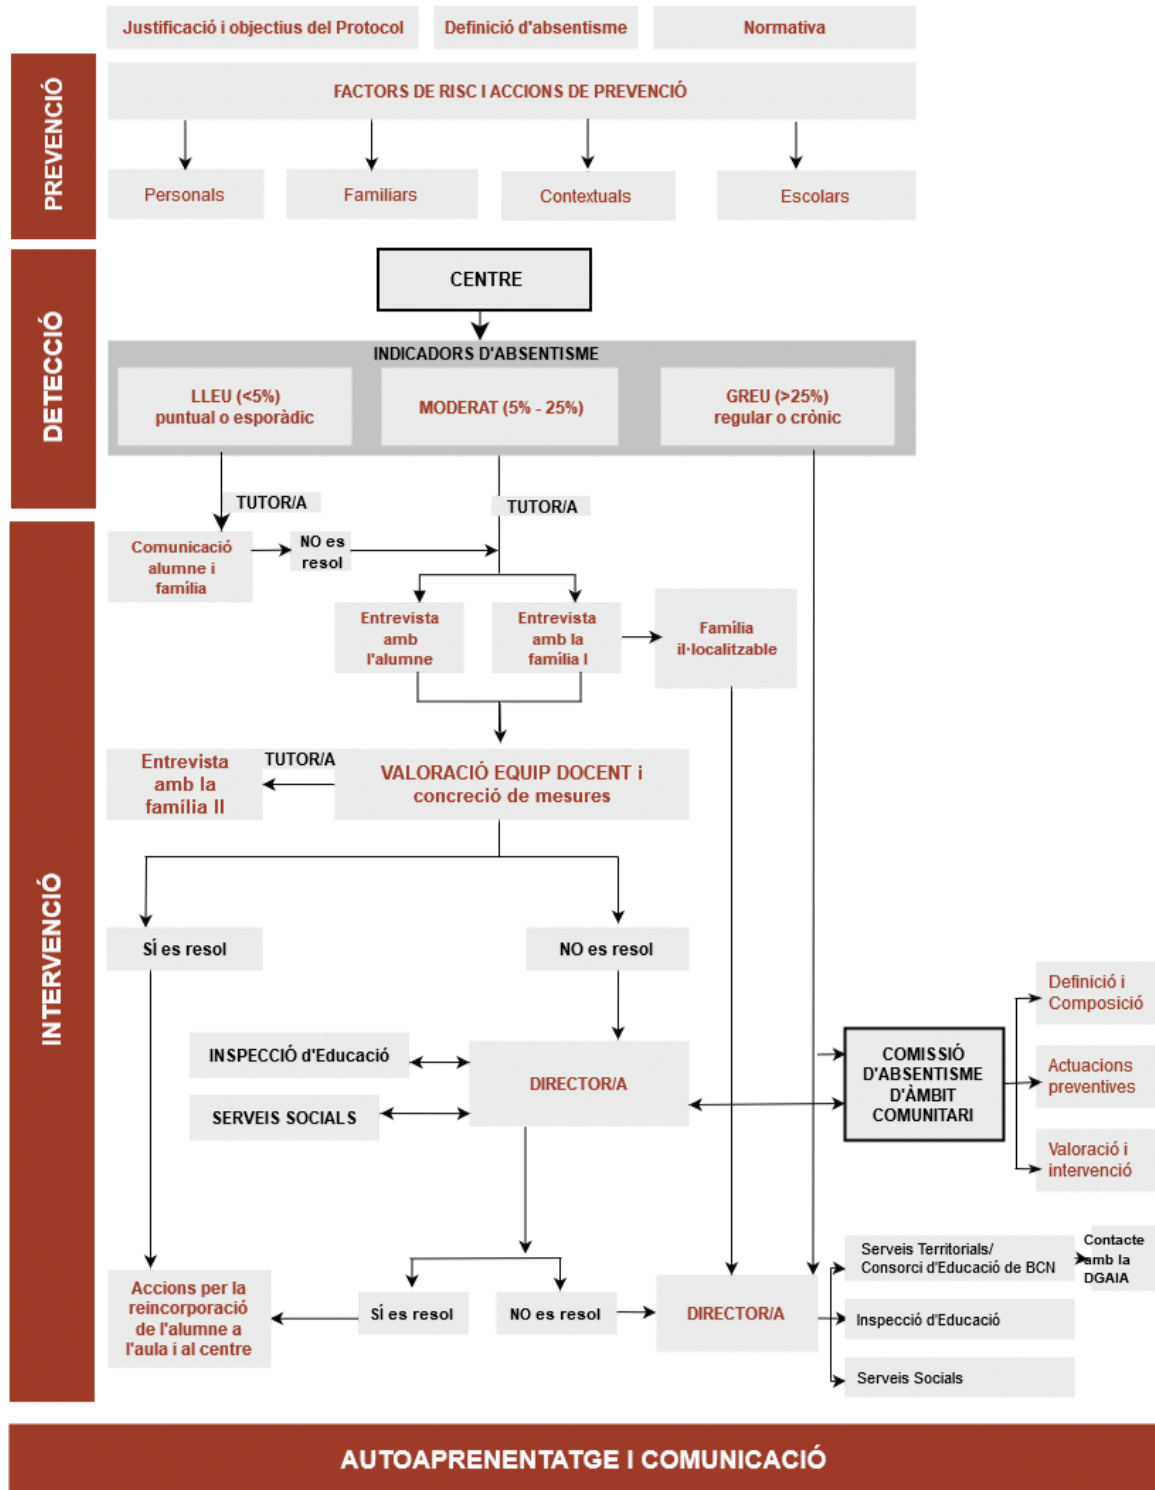 Justificació i objectius del Protocol
Definició d'absentisme
Normativa
PREVENCIÓ
FACTORS DE RISC I ACCIONS DE PREVENCIÓ
Personals
Familiars
Contextuals
Escolars
DETECCIÓ
CENTRE
INDICADORS D'ABSENTISME
LLEU (<5%)
puntual o esporàdic
MODERAT (5% - 25%)
GREU (>25%)
regular o crònic
TUTOR/A
TUTOR/A
INTERVENCIÓ
Comunicació
alumne i
família
NO es
resol
Entrevista
amb
l'alumne
Entrevista
amb la
família I
Família
il·localitzable
Entrevista
amb la
família II
TUTOR/A
VALORACIÓ EQUIP DOCENT i
concreció de mesures
SÍ es resol
NO es resol
INSPECCIÓ d'Educació
SERVEIS SOCIALS
DIRECTOR/A
COMISSIÓ
D'ABSENTISME
D'ÀMBIT
COMUNITARI
Definició i
Composició
Actuacions
preventives
Valoració i
intervenció
Accions per la
reincorporació
de l'alumne a
l'aula i al centre
SÍ es resol
NO es resol
DIRECTOR/A
Serveis Territorials/
Consorci d'Educació de BCN
Contacte
amb la
DGAIA
Inspecció d'Educació
Serveis Socials
AUTOAPRENENTATGE I COMUNICACIÓ